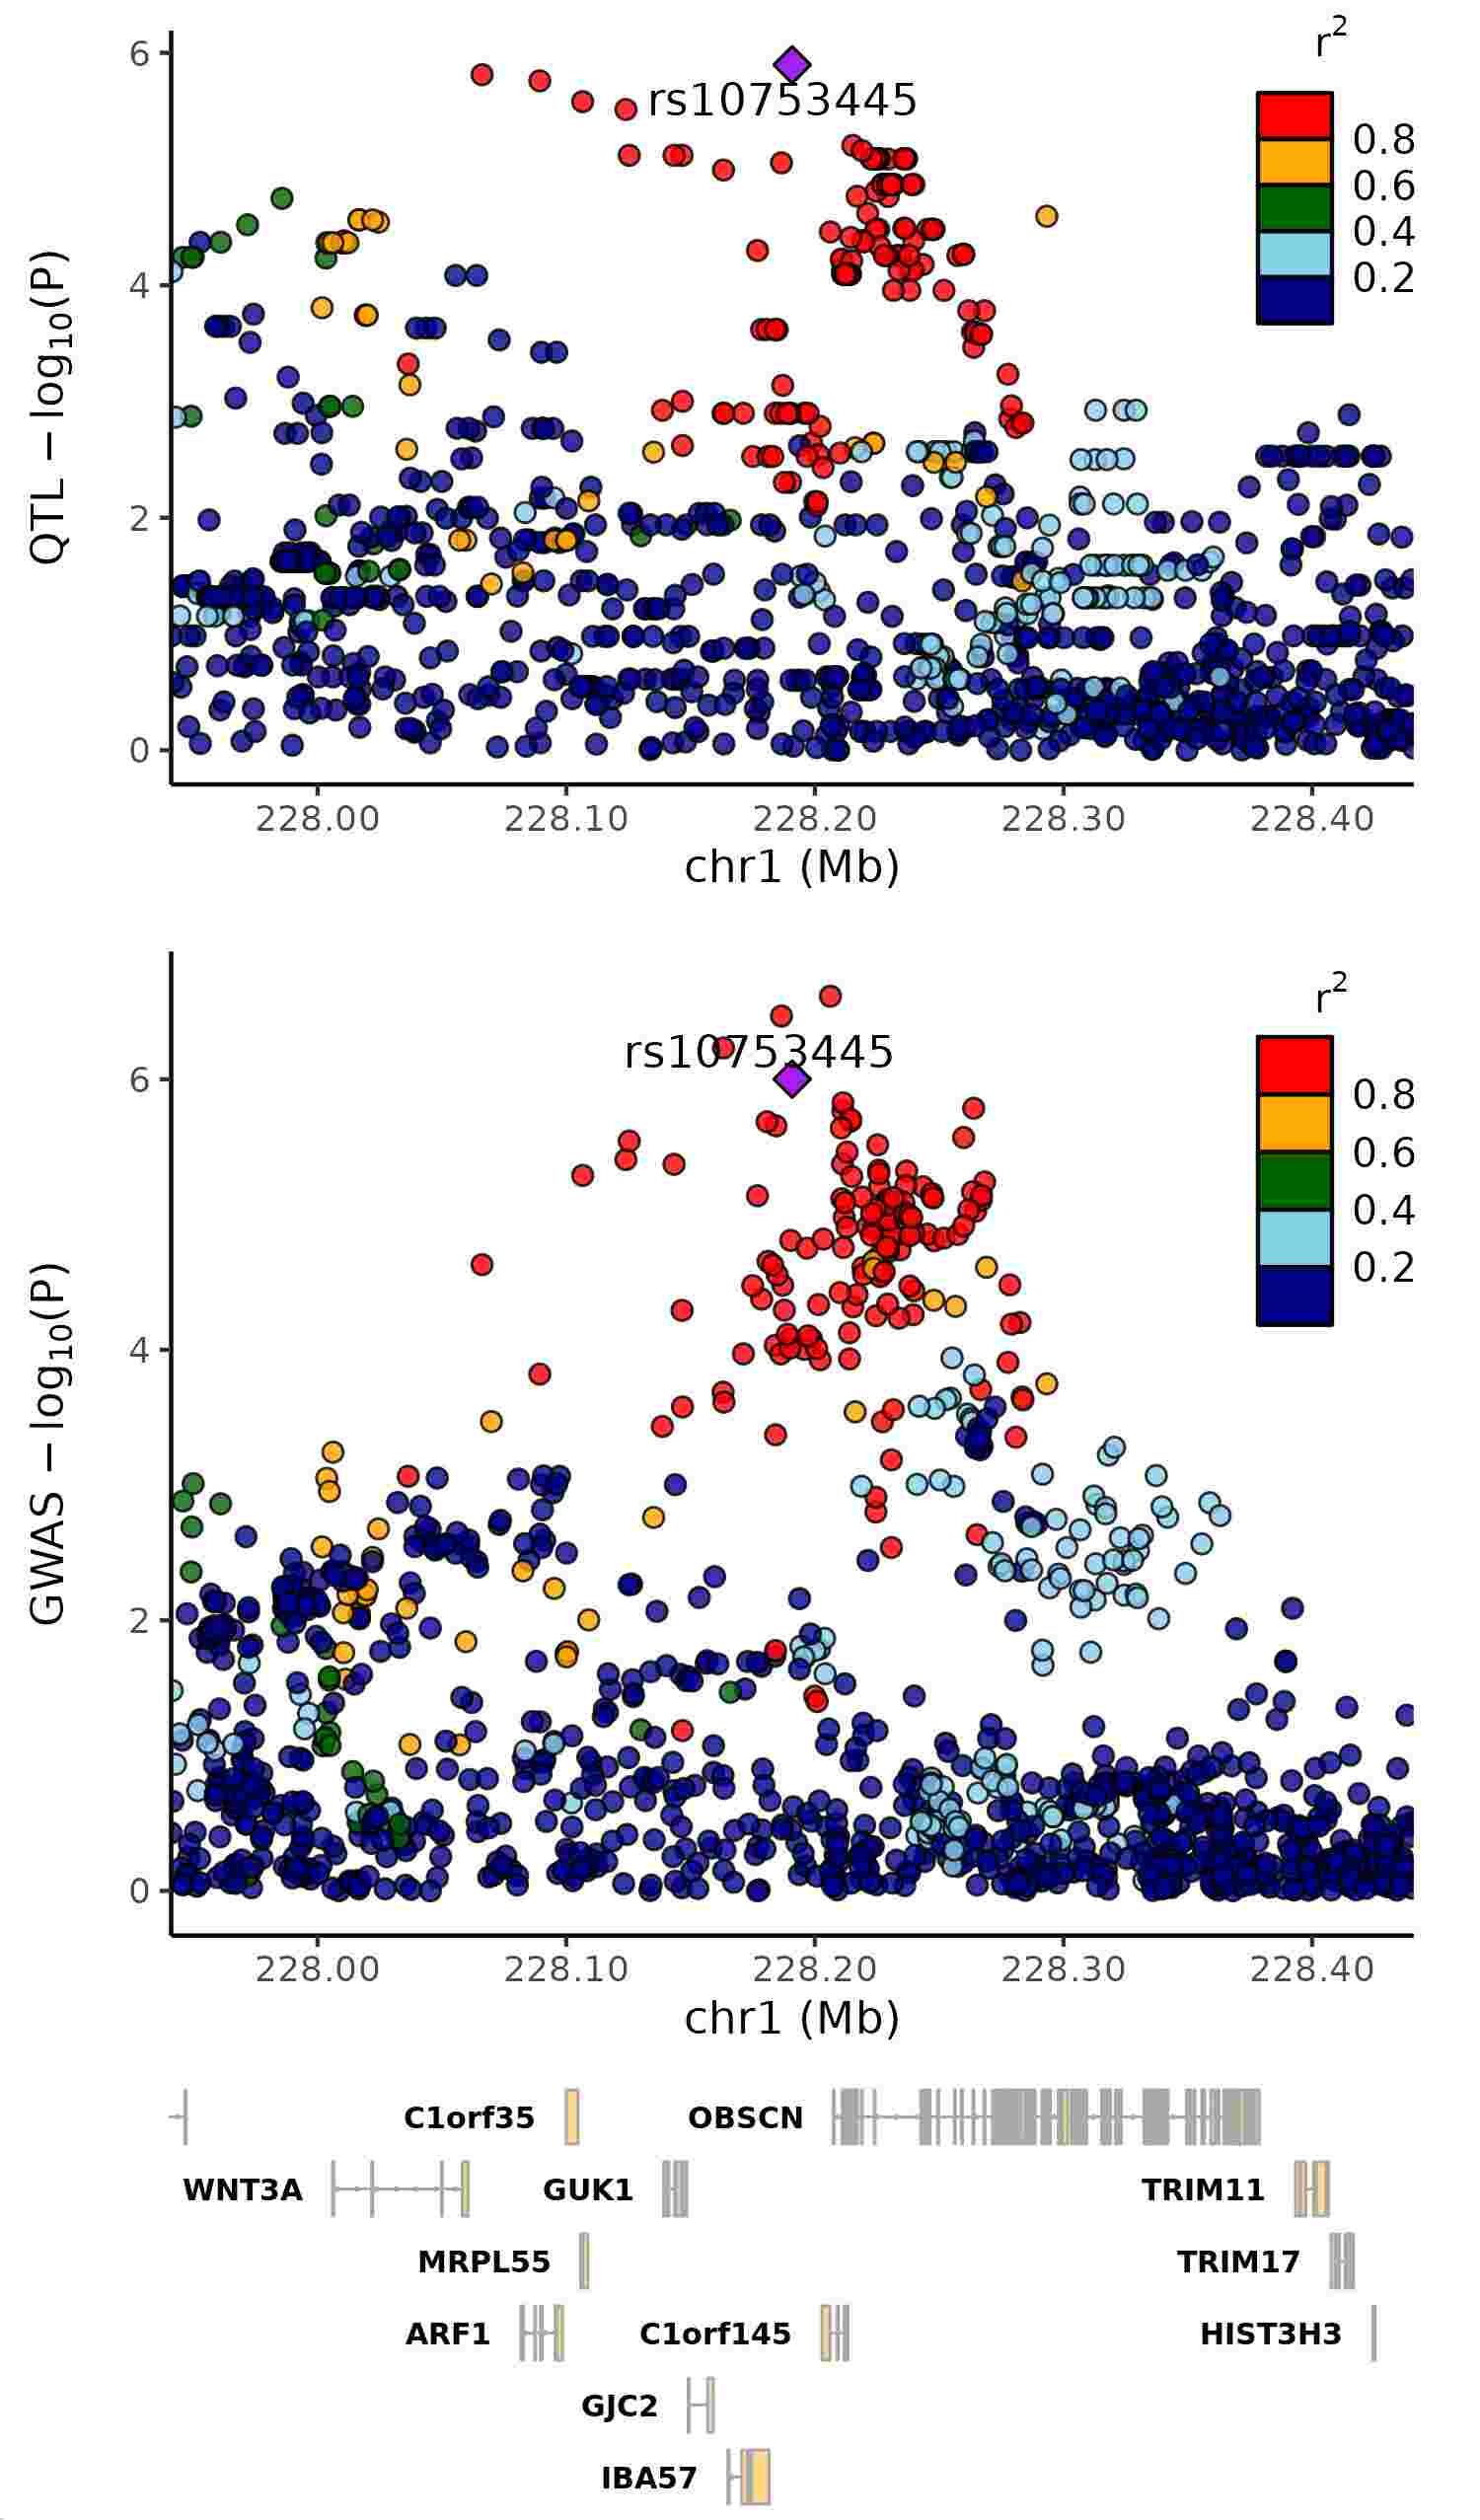 r²
6
rs10753445
0.8
0.6
0.4
0.2
4
2
0
QTL − log₁₀(P)
228.00 228.10 228.20 228.30 228.40
chr1 (Mb)
r²
rs10753445
6
0.8
0.6
0.4
0.2
4
2
0
GWAS − log₁₀(P)
228.00 228.10 228.20 228.30 228.40
chr1 (Mb)
C1orf35 OBSCN
WNT3A GUK1 TRIM11
MRPL55 TRIM17
ARF1 C1orf145 HIST3H3
GJC2
IBA57